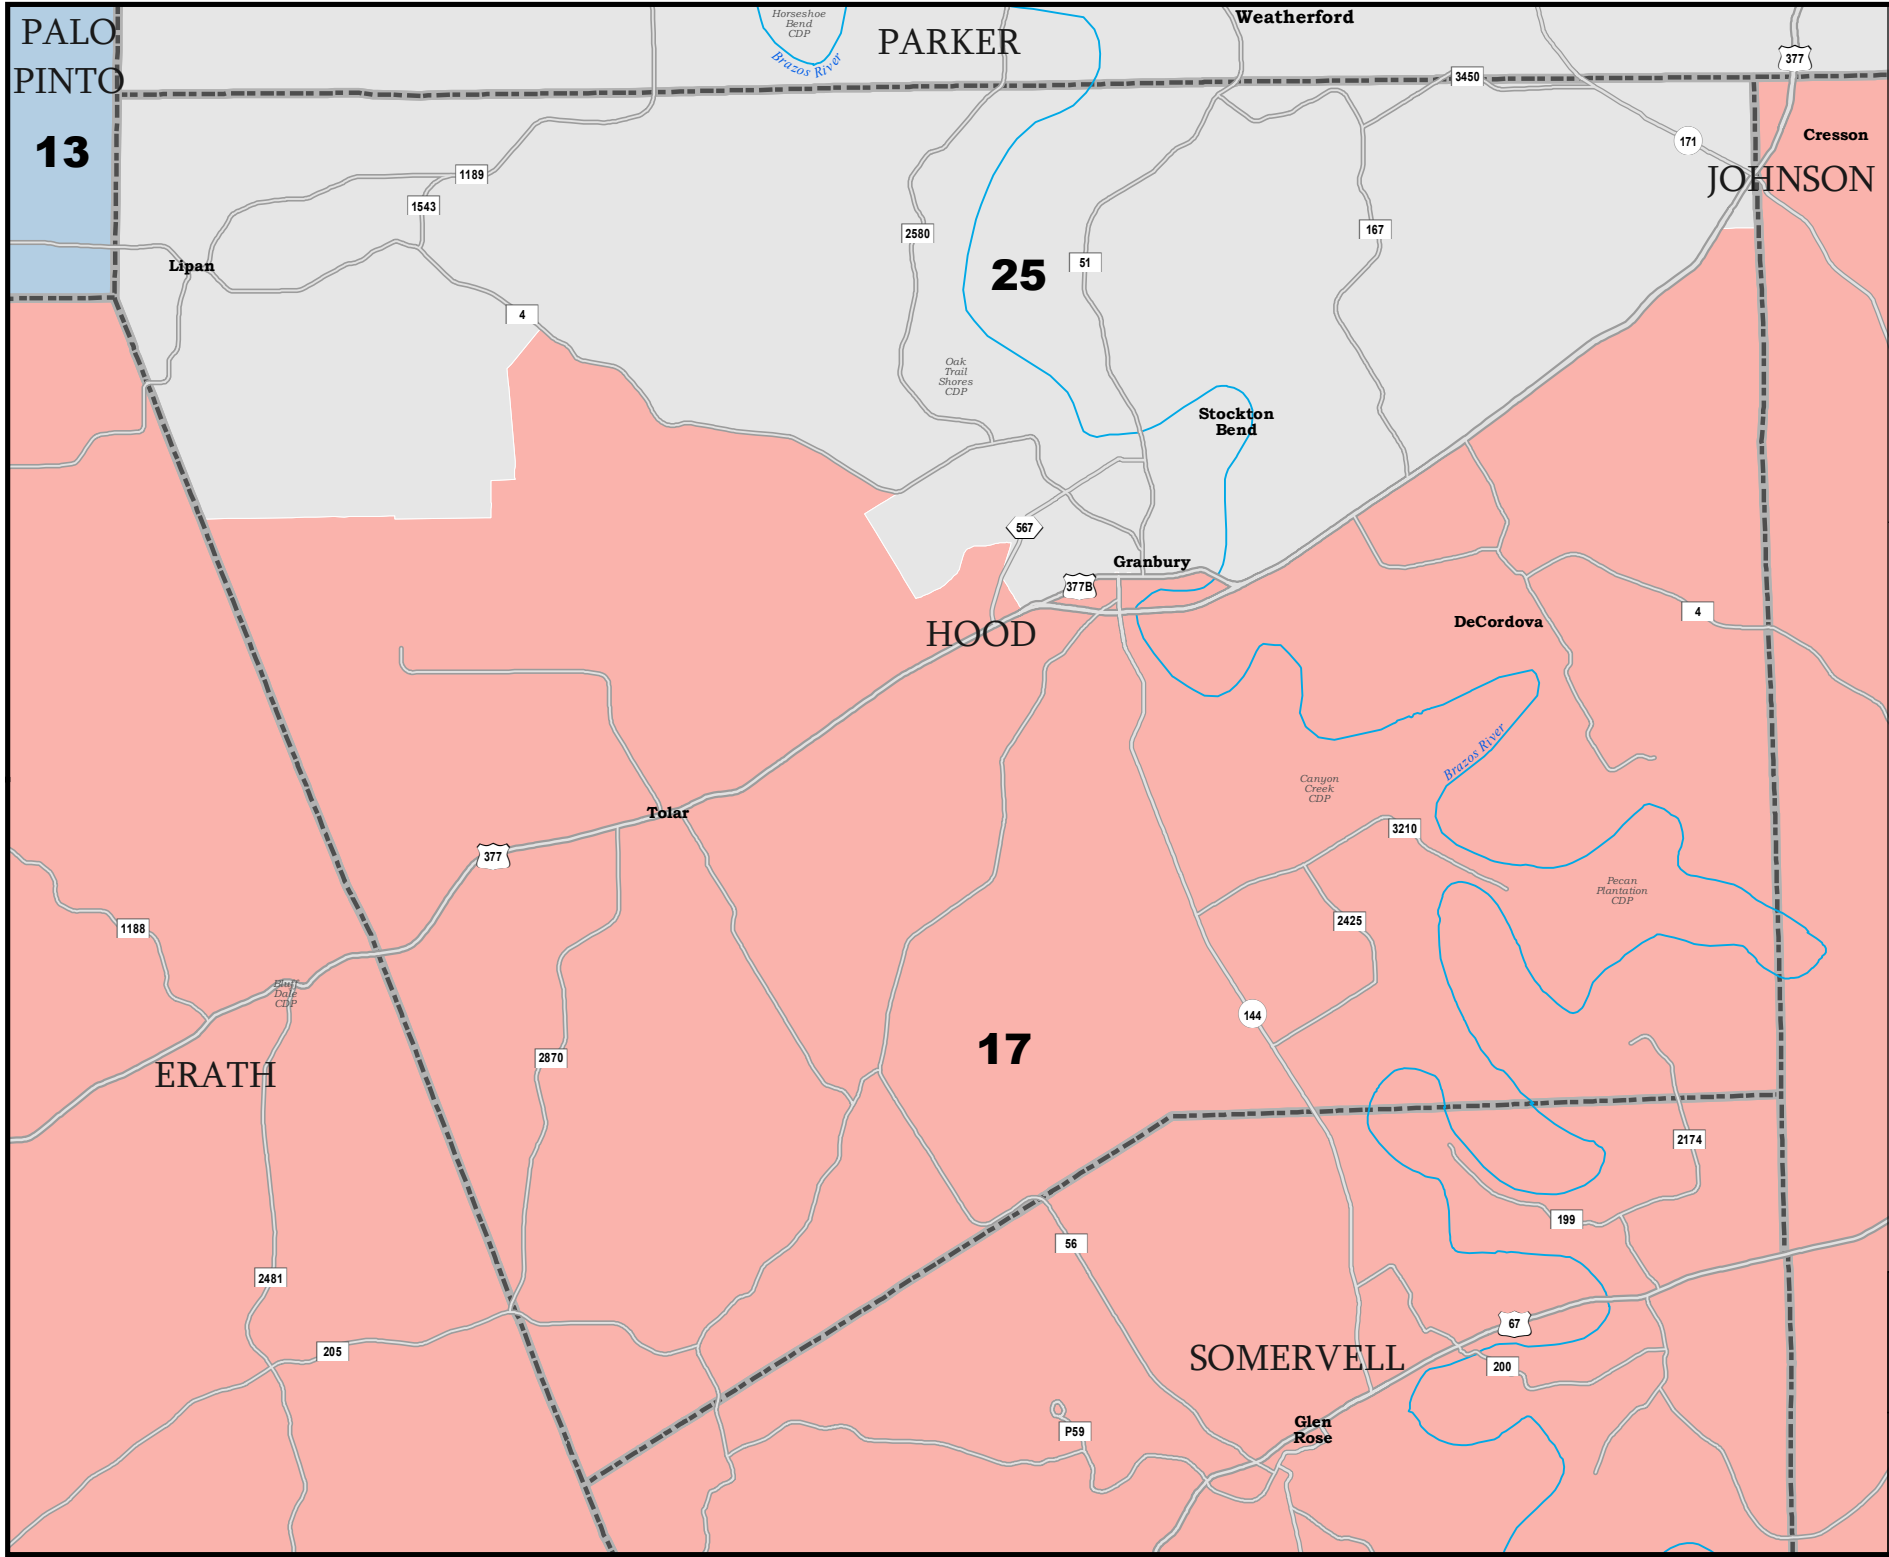 Horseshoe
Bend
CDP
Weatherford
PALO
PINTO
PARKER
Brazos River
377
3450
13
Cresson
171
1189
JOHNSON
1543
2580
167
25
51
Lipan
4
Oak
Trail
Shores
CDP
Stockton
Bend
567
Granbury
377B
HOOD
4
DeCordova
Brazos River
Canyon
Creek
CDP
Tolar
3210
377
Pecan
Plantation
CDP
2425
1188
Bluff
Dale
CDP
144
17
2870
ERATH
2174
199
56
2481
67
205
SOMERVELL
200
Glen
Rose
P59